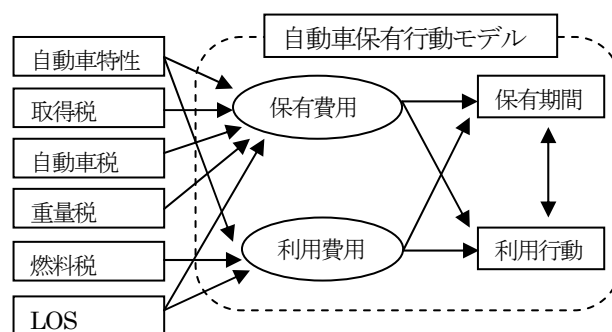 自動車保有行動モデル
自動車特性
取得税
自動車税
重量税
燃料税
LOS
保有費用
利用費用
保有期間
利用行動